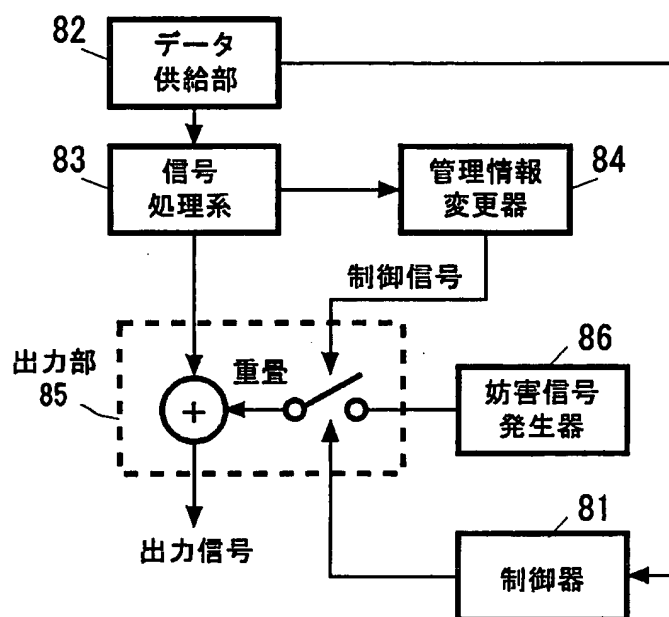 82
データ
供給部
83
信号
処理系
管理情報
変更器
84
制御信号
出力部
85
重畳
+
86
妨害信号
発生器
81
制御器
出力信号